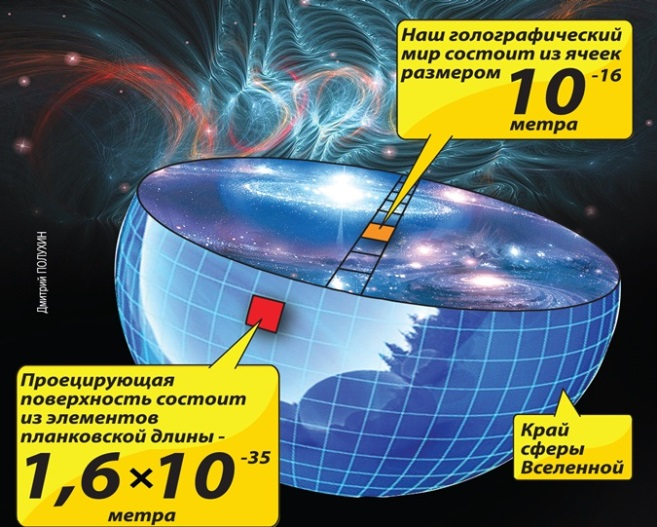 Наш голографический
мир состоит из ячеек
размером 10 -16
метра
Дмитрий ПОЛУХИН
Проецирующая
поверхность состоит
из элементов
планковской длины -
1,6×10 -35
метра
Край
сферы
Вселенной